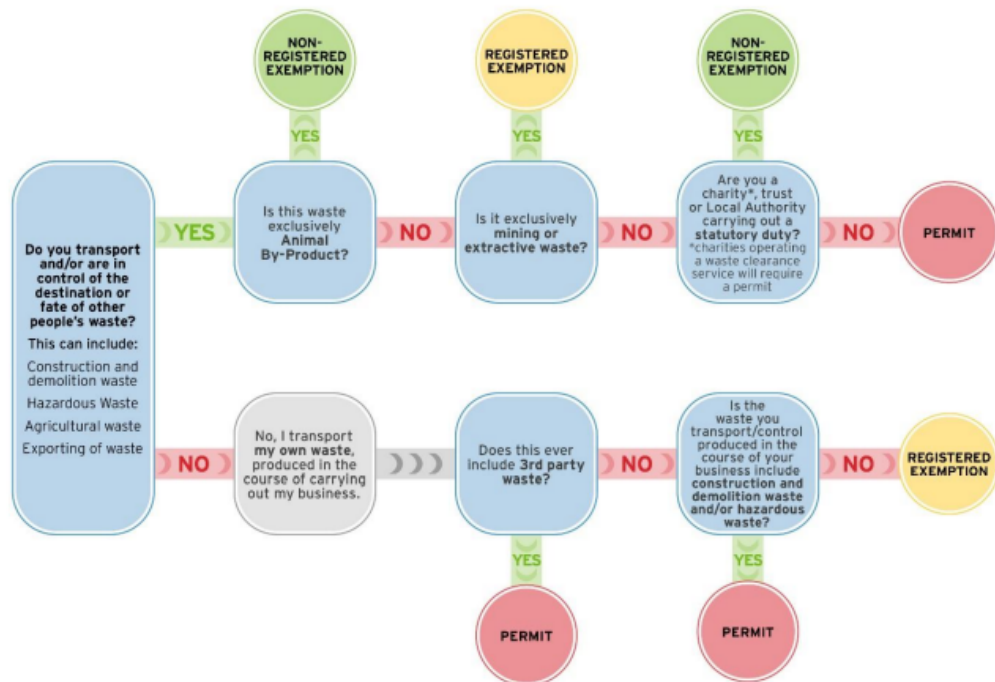 NON-
REGISTERED
EXEMPTION
REGISTERED
EXEMPTION
NON-
REGISTERED
EXEMPTION
YES
YES
YES
Do you transport
and/or are in
control of the
destination or
fate of other
people's waste?
This can include:
Construction and
demolition waste
Hazardous Waste
Agricultural waste
Exporting of waste
YES
Is this waste
exclusively
Animal
By-Product?
NO
Is it exclusively
mining or
extractive waste?
NO
Are you a
charity*, trust
or Local Authority
carrying out a
statutory duty?
*charities operating
a waste clearance
service will require
a permit
NO
PERMIT
NO
No, I transport
my own waste,
produced in the
course of carrying
out my business.
Does this ever
include 3rd party
waste?
NO
Is the
waste you
transport/control
produced in the
course of your
business include
construction and
demolition waste
and/or hazardous
waste?
NO
REGISTERED
EXEMPTION
YES
YES
PERMIT
PERMIT